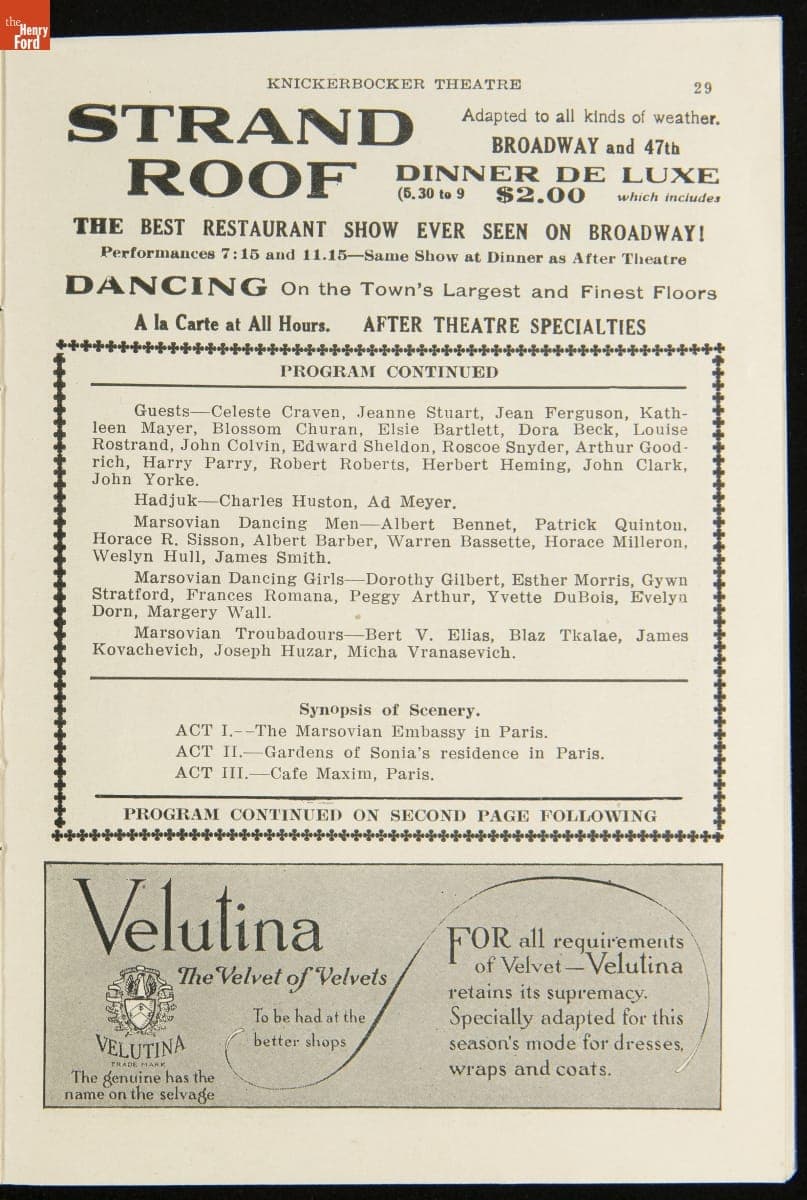 the
Henry
Ford
KNICKERBOCKER THEATRE 29
STRAND
ROOF
Adapted to all kinds of weather.
BROADWAY and 47th
DINNER DE LUXE
(5.30 to 9 $2.00 which includes
THE BEST RESTAURANT SHOW EVER SEEN ON BROADWAY!
Performances 7:15 and 11.15—Same Show at Dinner as After Theatre
DANCING On the Town's Largest and Finest Floors
A la Carte at All Hours. AFTER THEATRE SPECIALTIES
PROGRAM CONTINUED
Guests—Celeste Craven, Jeanne Stuart, Jean Ferguson, Kath-
leen Mayer, Blossom Churan, Elsie Bartlett, Dora Beck, Louise
Rostrand, John Colvin, Edward Sheldon, Roscoe Snyder, Arthur Good-
rich, Harry Parry, Robert Roberts, Herbert Heming, John Clark,
John Yorke.
Hadjuk—Charles Huston, Ad Meyer.
Marsovian Dancing Men—Albert Bennet, Patrick Quinton,
Horace R. Sisson, Albert Barber, Warren Bassette, Horace Milleron,
Weslyn Hull, James Smith.
Marsovian Dancing Girls—Dorothy Gilbert, Esther Morris, Gywn
Stratford, Frances Romana, Peggy Arthur, Yvette DuBois, Evelyn
Dorn, Margery Wall.
Marsovian Troubadours—Bert V. Elias, Blaz Tkalae, James
Kovachevich, Joseph Huzar, Micha Vranasevich.
Synopsis of Scenery.
ACT I.--The Marsovian Embassy in Paris.
ACT II.—Gardens of Sonia's residence in Paris.
ACT III.—Cafe Maxim, Paris.
PROGRAM CONTINUED ON SECOND PAGE FOLLOWING
Velutina
The Velvet of Velvets
To be had at the
better shops
VELUTINA
TRADE MARK
The genuine has the
name on the selvage
FOR all requirements
of Velvet—Velutina
retains its supremacy.
Specially adapted for this
season's mode for dresses,
wraps and coats.